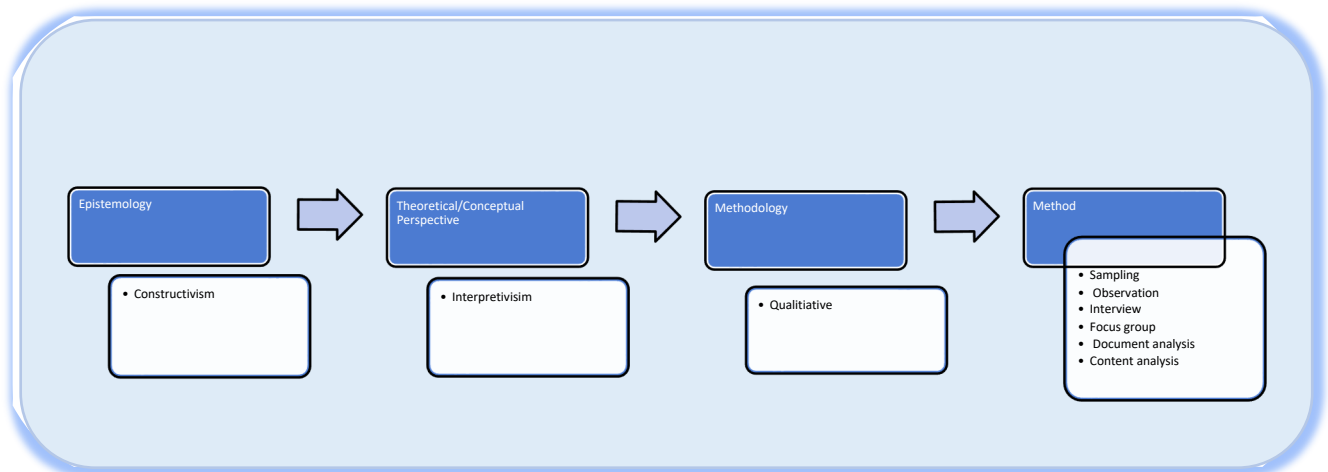 Epistemology
• Constructivism
Theoretical/Conceptual
Perspective
• Interpretivisim
Methodology
• Qualitiative
Method
• Sampling
• Observation
• Interview
• Focus group
• Document analysis
• Content analysis